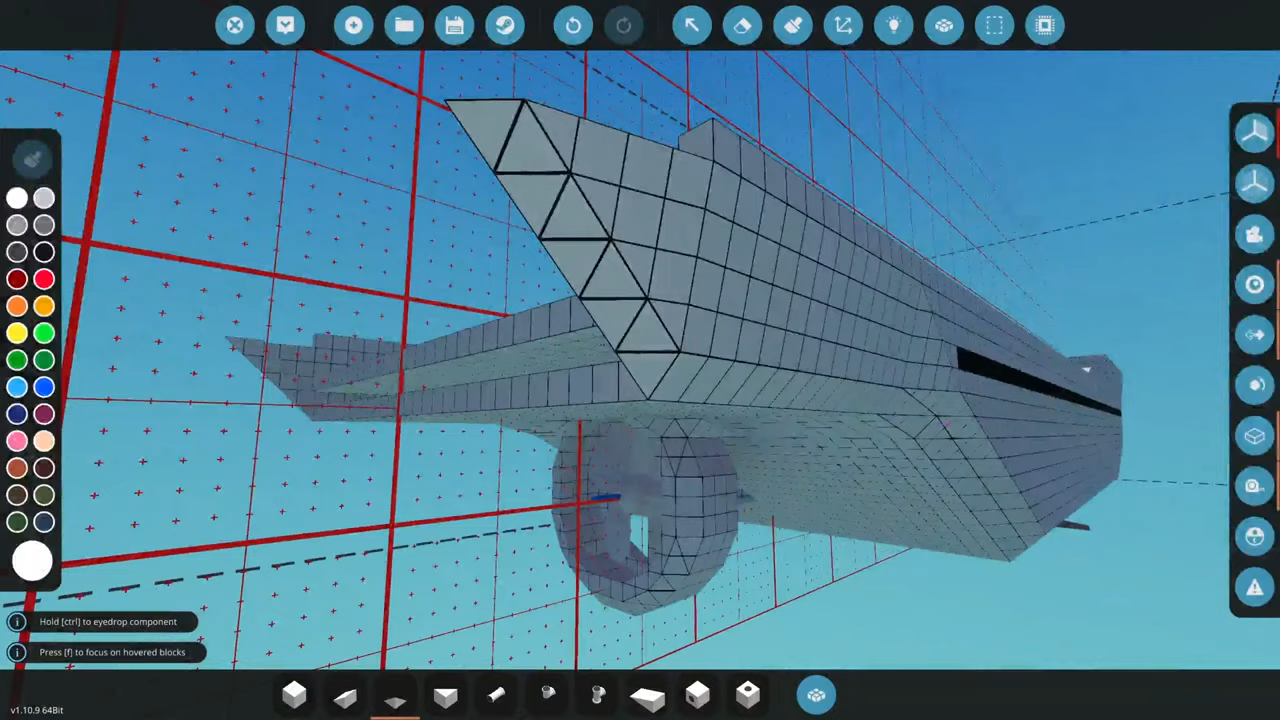 Hold [ctrl] to eyedrop component
Press [f] to focus on hovered blocks
v1.10.9 64Bit